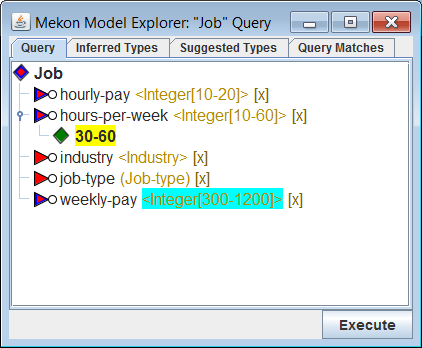 Mekon Model Explorer: "Job" Query
Query Inferred Types Suggested Types Query Matches
Job
hourly-pay <Integer[10-20]> [x]
hours-per-week <Integer[10-60]> [x]
30-60
industry <Industry> [x]
job-type (Job-type) [x]
weekly-pay <Integer[300-1200]> [x]
Execute